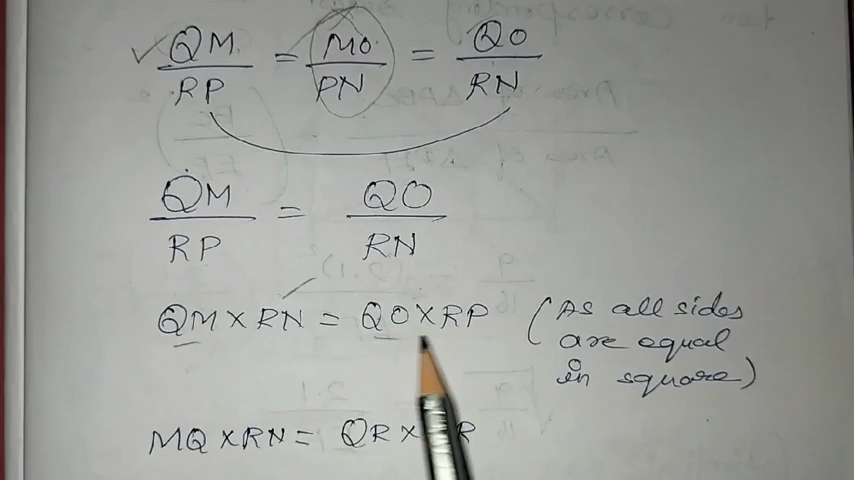 QM/RP = MO/PN = QO/RN
QM/RP = QO/RN
QM × RN = QO × RP (As all sides
are equal
in square)
MQ × RN = QR ×